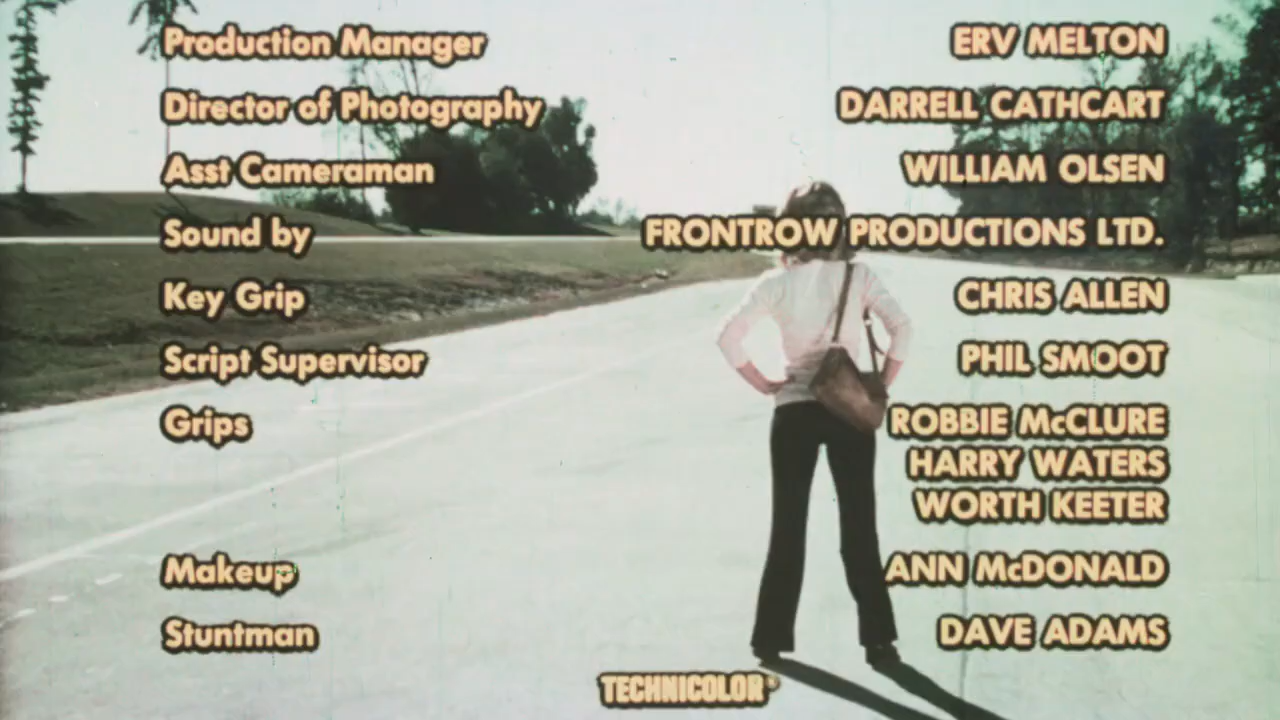 Production Manager ERV MELTON
Director of Photography DARRELL CATHCART
Asst Cameraman WILLIAM OLSEN
Sound by FRONTROW PRODUCTIONS LTD.
Key Grip CHRIS ALLEN
Script Supervisor PHIL SMOOT
Grips ROBBIE McCLURE
HARRY WATERS
WORTH KEETER
Makeup ANN McDONALD
Stuntman DAVE ADAMS
TECHNICOLOR®